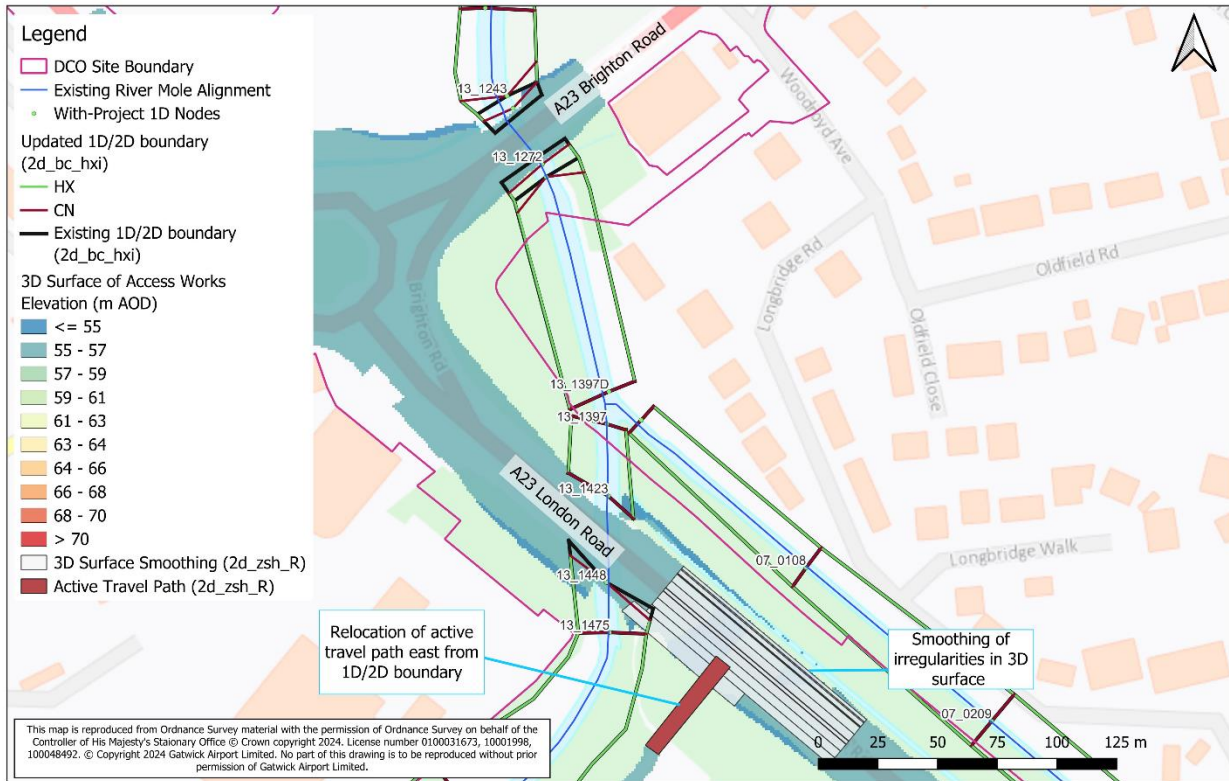 Legend
DCO Site Boundary
Existing River Mole Alignment
With-Project 1D Nodes
Updated 1D/2D boundary
(2d_bc_hxi)
HX
CN
Existing 1D/2D boundary
(2d_bc_hxi)
3D Surface of Access Works
Elevation (m AOD)
<= 55
55 - 57
57 - 59
59 - 61
61 - 63
63 - 64
64 - 66
66 - 68
68 - 70
> 70
3D Surface Smoothing (2d_zsh_R)
Active Travel Path (2d_zsh_R)
A23 Brighton Road
13_1243
13_1272
Woodroyd Ave
Longbridge Rd
Oldfield Rd
Oldfield Close
Brighton Rd
13_1397D
13_1397
A23 London Road
13_1423
13_1448
13_1475
07_0108
Longbridge Walk
Relocation of active
travel path east from
1D/2D boundary
Smoothing of
irregularities in 3D
surface
07_0209
0 25 50 75 100 125 m
This map is reproduced from Ordnance Survey material with the permission of Ordnance Survey on behalf of the
Controller of His Majesty's Staionary Office © Crown copyright 2024. License number 0100031673, 10001998,
100048492. © Copyright 2024 Gatwick Airport Limited. No part of this drawing is to be reproduced without prior
permission of Gatwick Airport Limited.